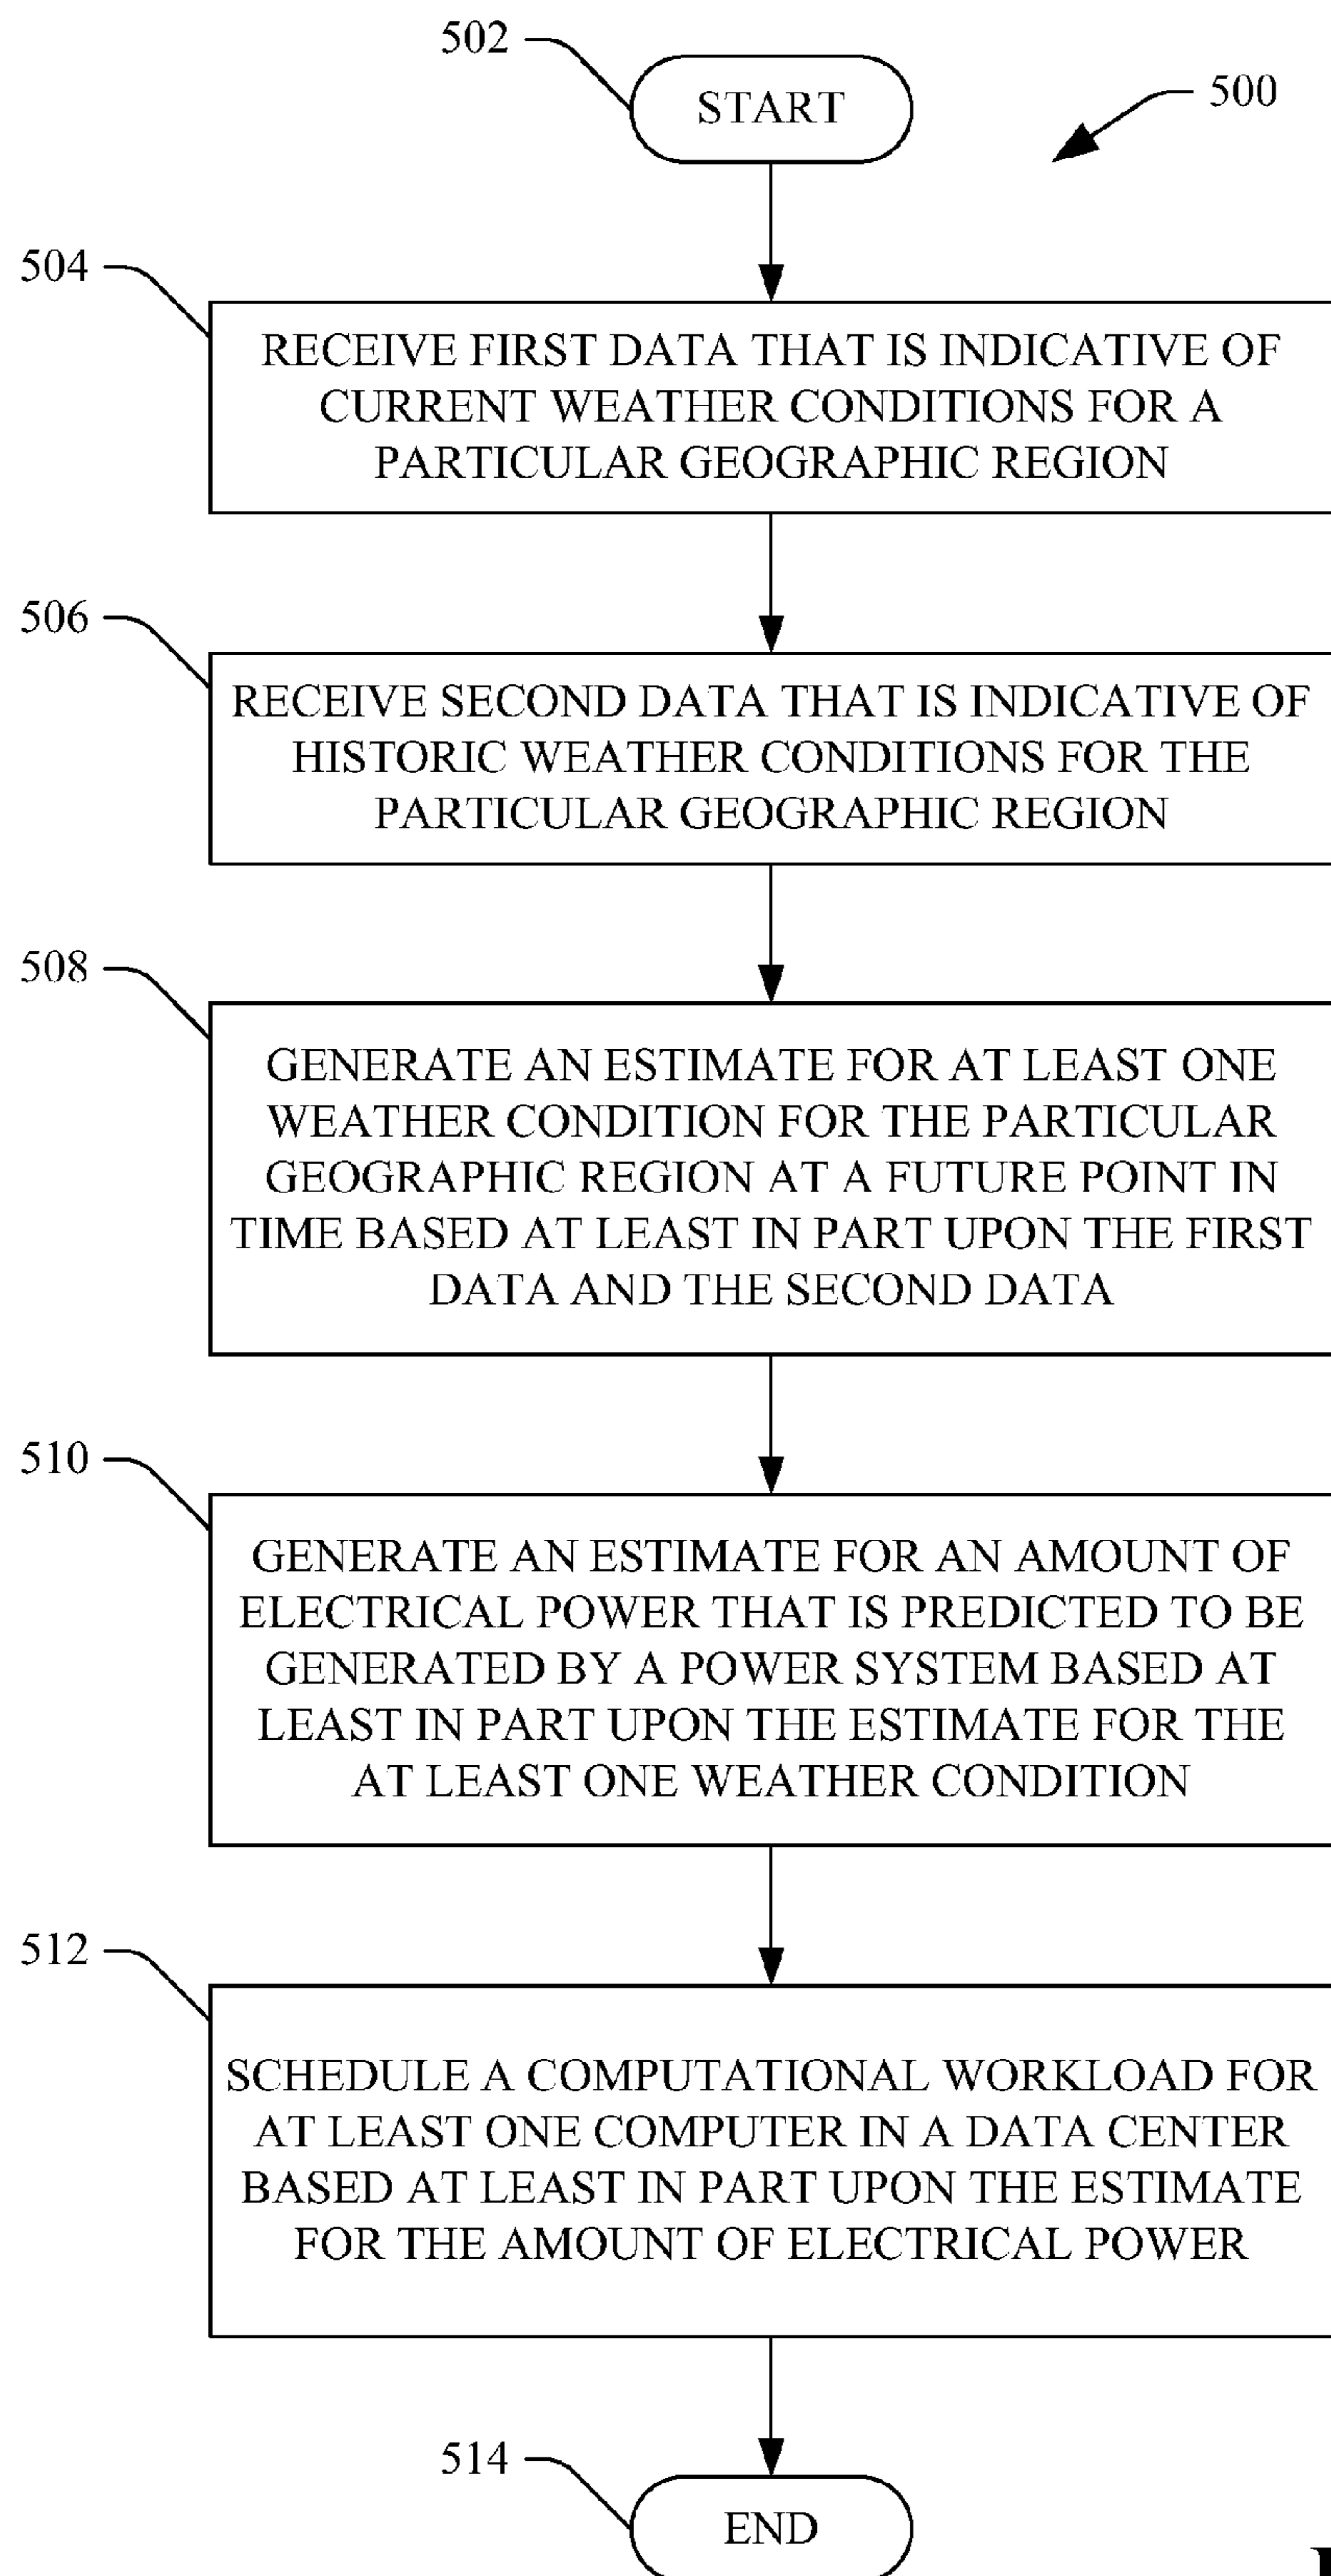 502
START
500
504
RECEIVE FIRST DATA THAT IS INDICATIVE OF
CURRENT WEATHER CONDITIONS FOR A
PARTICULAR GEOGRAPHIC REGION
506
RECEIVE SECOND DATA THAT IS INDICATIVE OF
HISTORIC WEATHER CONDITIONS FOR THE
PARTICULAR GEOGRAPHIC REGION
508
GENERATE AN ESTIMATE FOR AT LEAST ONE
WEATHER CONDITION FOR THE PARTICULAR
GEOGRAPHIC REGION AT A FUTURE POINT IN
TIME BASED AT LEAST IN PART UPON THE FIRST
DATA AND THE SECOND DATA
510
GENERATE AN ESTIMATE FOR AN AMOUNT OF
ELECTRICAL POWER THAT IS PREDICTED TO BE
GENERATED BY A POWER SYSTEM BASED AT
LEAST IN PART UPON THE ESTIMATE FOR THE
AT LEAST ONE WEATHER CONDITION
512
SCHEDULE A COMPUTATIONAL WORKLOAD FOR
AT LEAST ONE COMPUTER IN A DATA CENTER
BASED AT LEAST IN PART UPON THE ESTIMATE
FOR THE AMOUNT OF ELECTRICAL POWER
514
END